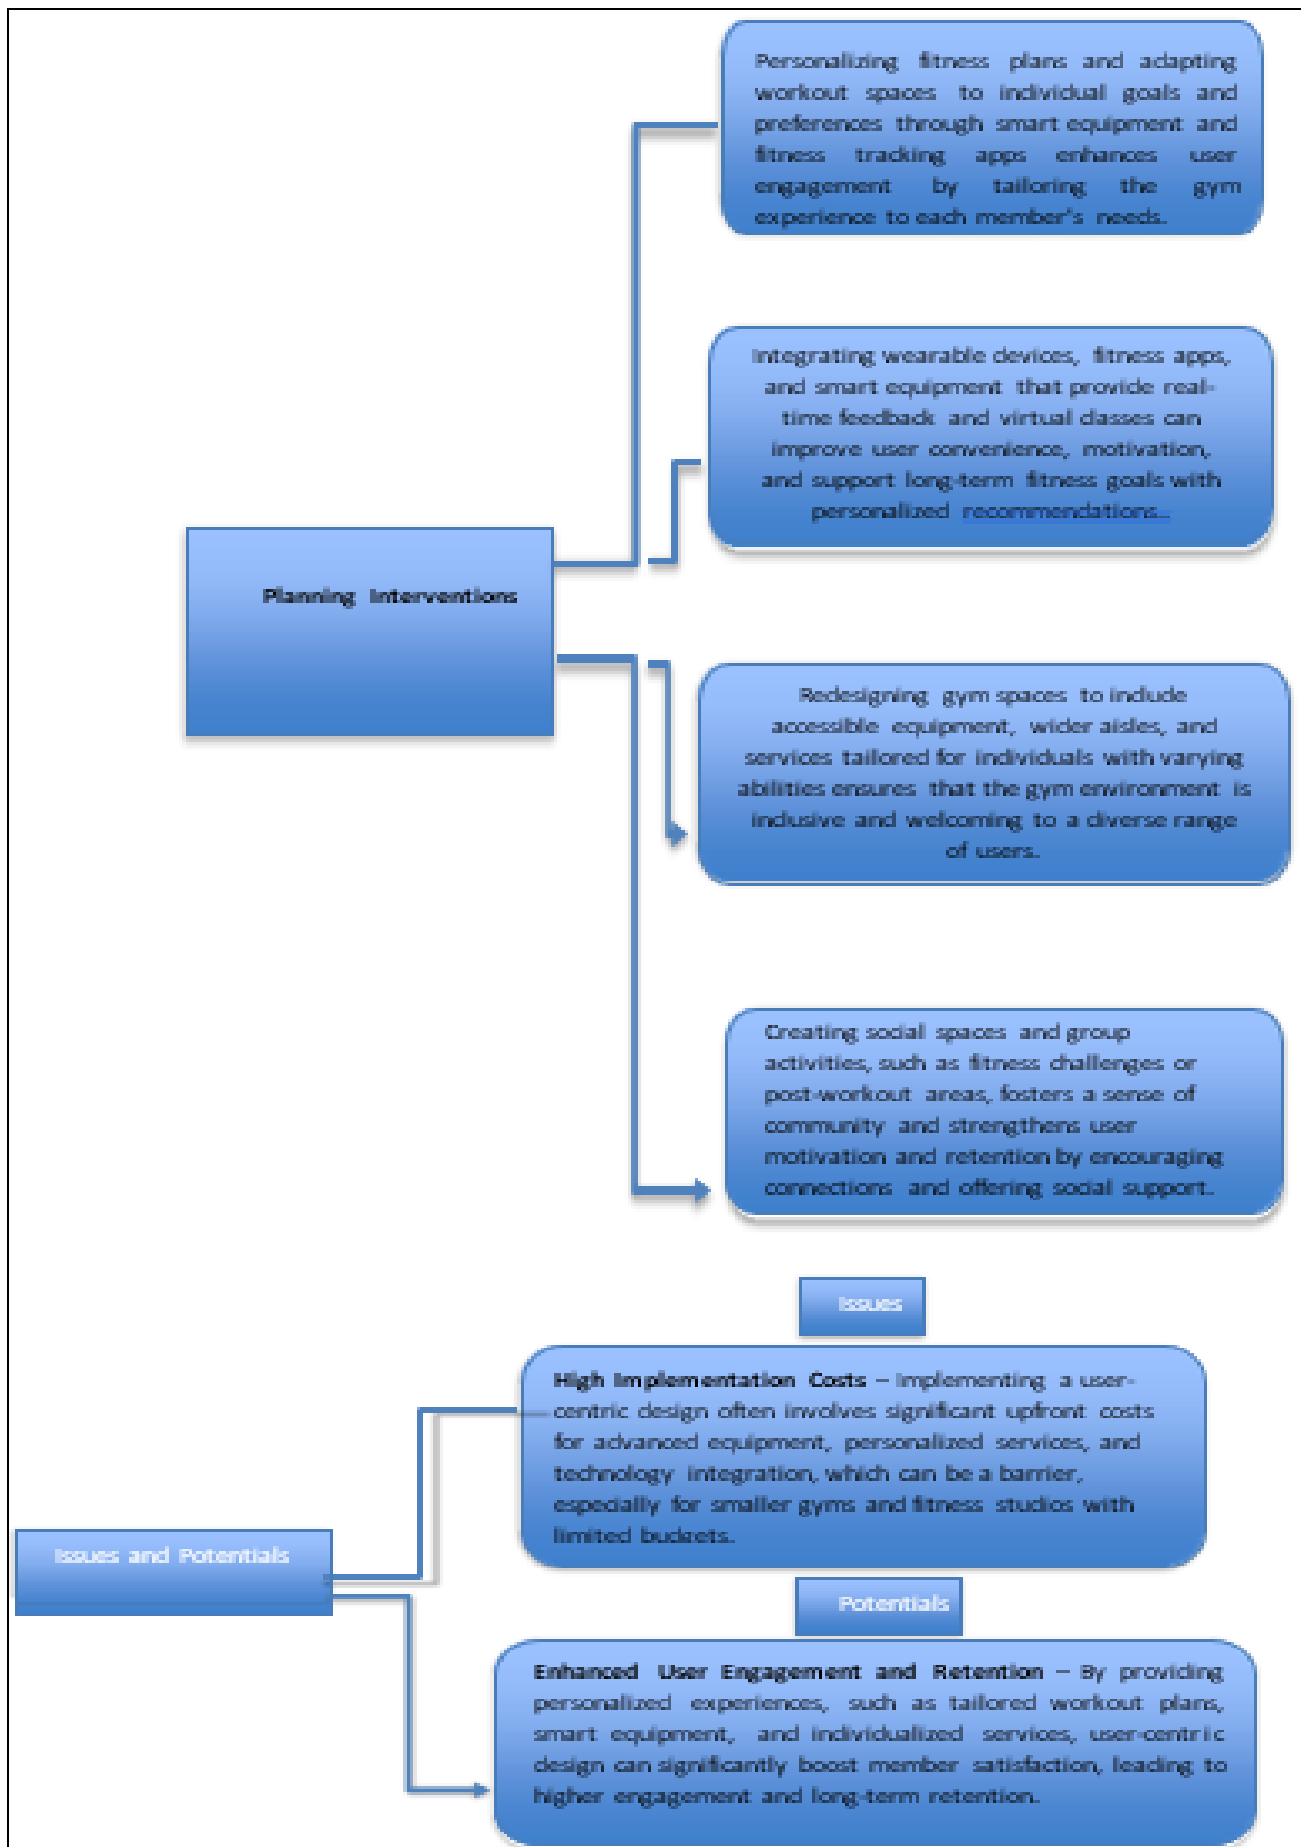 Personalizing fitness plans and adapting
workout spaces to individual goals and
preferences through smart equipment and
fitness tracking apps enhances user
engagement by tailoring the gym
experience to each member's needs.
Integrating wearable devices, fitness apps,
and smart equipment that provide real-
time feedback and virtual classes can
improve user convenience, motivation,
and support long-term fitness goals with
personalized recommendations..
Planning Interventions
Redesigning gym spaces to include
accessible equipment, wider aisles, and
services tailored for individuals with varying
abilities ensures that the gym environment is
inclusive and welcoming to a diverse range
of users.
Creating social spaces and group
activities, such as fitness challenges or
post-workout areas, fosters a sense of
community and strengthens user
motivation and retention by encouraging
connections and offering social support.
Issues
High Implementation Costs – Implementing a user-
centric design often involves significant upfront costs
for advanced equipment, personalized services, and
technology integration, which can be a barrier,
especially for smaller gyms and fitness studios with
limited budgets.
Issues and Potentials
Potentials
Enhanced User Engagement and Retention – By providing
personalized experiences, such as tailored workout plans,
smart equipment, and individualized services, user-centric
design can significantly boost member satisfaction, leading to
higher engagement and long-term retention.